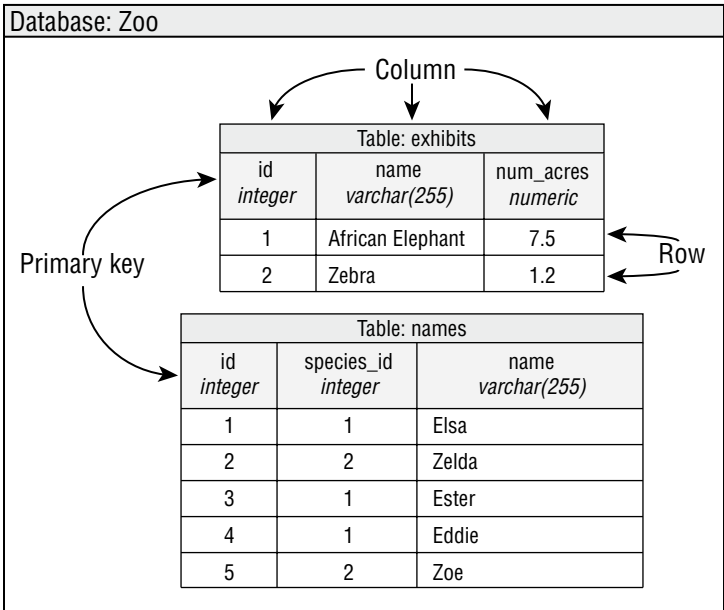 Database: Zoo
Column
Table: exhibits
id name num_acres
integer varchar(255) numeric
1 African Elephant 7.5
2 Zebra 1.2
Primary key
Row
Table: names
id species_id name
integer integer varchar(255)
1 1 Elsa
2 2 Zelda
3 1 Ester
4 1 Eddie
5 2 Zoe